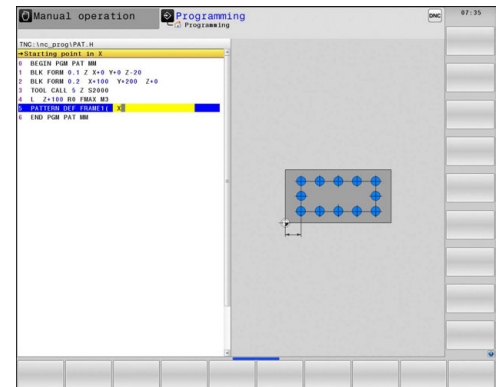 Manual operation
Programming
Programming
DNC
07:35
TNC:\nc_prog\PAT.H
→Starting point in X
0 BEGIN PGM PAT MM
1 BLK FORM 0.1 Z X+0 Y+0 Z-20
2 BLK FORM 0.2 X+100 Y+200 Z+0
3 TOOL CALL 5 Z S2000
4 L Z+100 R0 FMAX M3
5 PATTERN DEF FRAME1( X
6 END PGM PAT MM